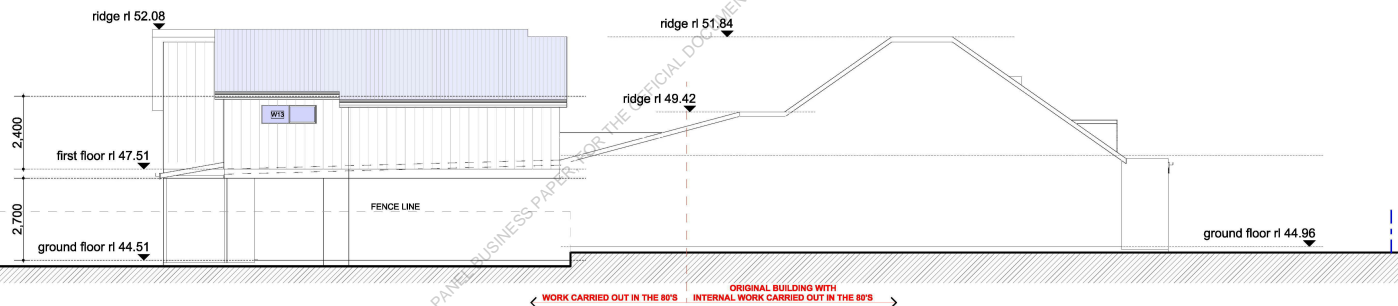 ridge rl 52.08
ridge rl 51.84
ridge rl 49.42
W13
2,400
first floor rl 47.51
2,700
FENCE LINE
ground floor rl 44.51
ground floor rl 44.96
PANEL BUSINESS PAPER. FOR THE OFFICIAL DOCUM
WORK CARRIED OUT IN THE 80'S
ORIGINAL BUILDING WITH
INTERNAL WORK CARRIED OUT IN THE 80'S